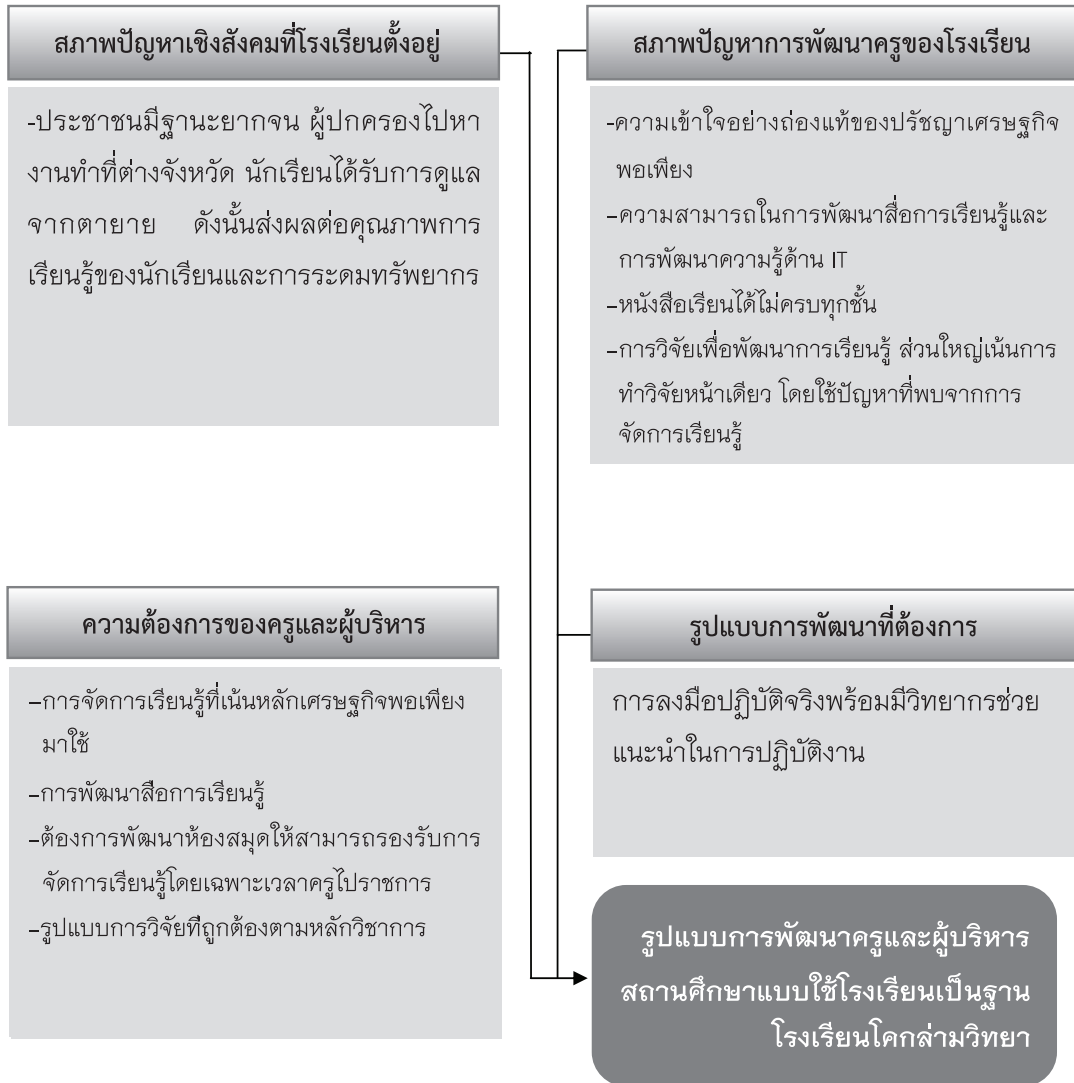 สภาพปัญหาเชิงสังคมที่โรงเรียนตั้งอยู่
-ประชาชนมีฐานะยากจน ผู้ปกครองไปหา
งานทำที่ต่างจังหวัด นักเรียนได้รับการดูแล
จากตายาย ดังนั้นส่งผลต่อคุณภาพการ
เรียนรู้ของนักเรียนและการระดมทรัพยากร
สภาพปัญหาการพัฒนาครูของโรงเรียน
-ความเข้าใจอย่างถ่องแท้ของปรัชญาเศรษฐกิจ
พอเพียง
-ความสามารถในการพัฒนาสื่อการเรียนรู้และ
การพัฒนาความรู้ด้าน IT
-หนังสือเรียนได้ไม่ครบทุกชั้น
-การวิจัยเพื่อพัฒนาการเรียนรู้ ส่วนใหญ่เน้นการ
ทำวิจัยหน้าเดียว โดยใช้ปัญหาที่พบจากการ
จัดการเรียนรู้
ความต้องการของครูและผู้บริหาร
-การจัดการเรียนรู้ที่เน้นหลักเศรษฐกิจพอเพียง
มาใช้
-การพัฒนาสื่อการเรียนรู้
-ต้องการพัฒนาห้องสมุดให้สามารถรองรับการ
จัดการเรียนรู้โดยเฉพาะเวลาครูไปราชการ
-รูปแบบการวิจัยที่ถูกต้องตามหลักวิชาการ
รูปแบบการพัฒนาที่ต้องการ
การลงมือปฏิบัติจริงพร้อมมีวิทยากรช่วย
แนะนำในการปฏิบัติงาน
รูปแบบการพัฒนาครูและผู้บริหาร
สถานศึกษาแบบใช้โรงเรียนเป็นฐาน
โรงเรียนโคกล่ามวิทยา